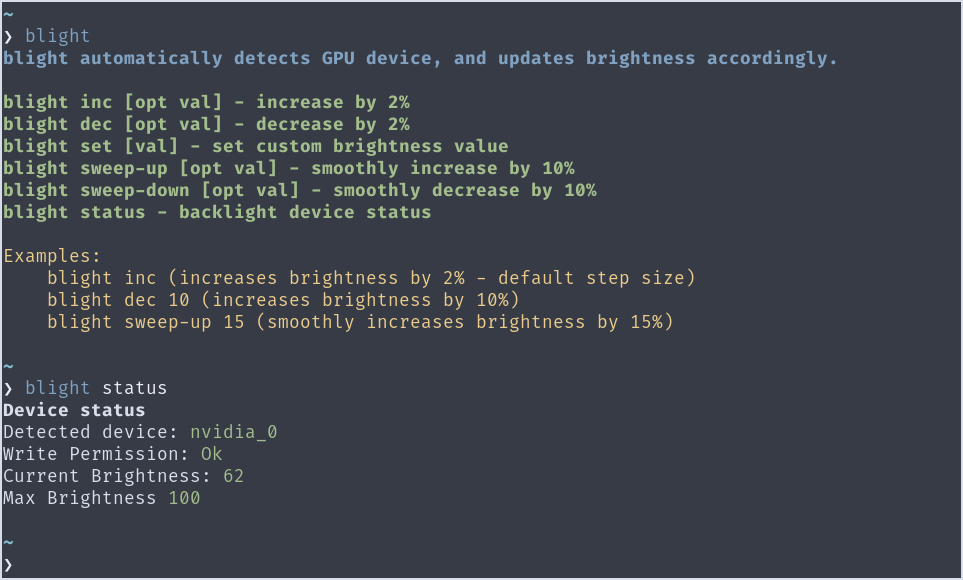 ~
❯ blight
blight automatically detects GPU device, and updates brightness accordingly.
blight inc [opt val] - increase by 2%
blight dec [opt val] - decrease by 2%
blight set [val] - set custom brightness value
blight sweep-up [opt val] - smoothly increase by 10%
blight sweep-down [opt val] - smoothly decrease by 10%
blight status - backlight device status
Examples:
blight inc (increases brightness by 2% - default step size)
blight dec 10 (increases brightness by 10%)
blight sweep-up 15 (smoothly increases brightness by 15%)
~
❯ blight status
Device status
Detected device: nvidia_0
Write Permission: Ok
Current Brightness: 62
Max Brightness 100
~
❯